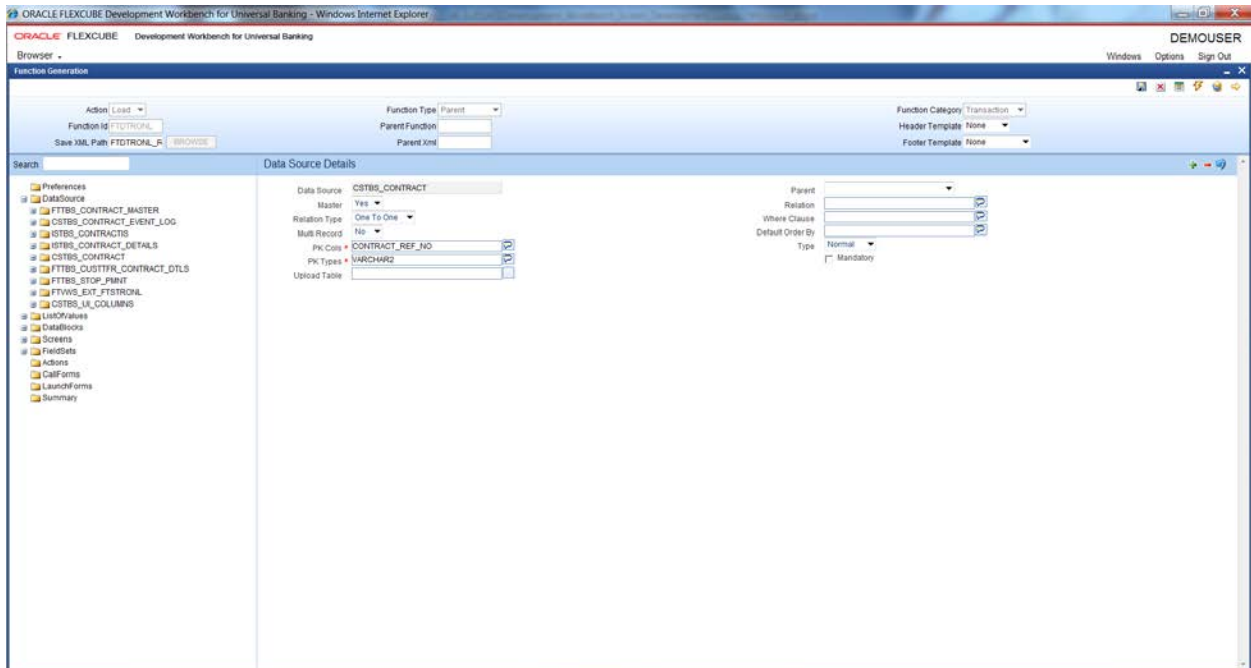 ORACLE FLEXCUBE Development Workbench for Universal Banking - Windows Internet Explorer
ORACLE FLEXCUBE Development Workbench for Universal Banking
DEMOUSER
Browser
Windows Options Sign Out
Function Generation
Action Load Function Type Parent Function Category Transaction
Function Id FTDTRONL Parent Function Header Template None
Save XML Path FTDTRONL_R BROWSE Parent Xml Footer Template None
Search Data Source Details
Preferences
DataSource
FTTBS_CONTRACT_MASTER
CSTBS_CONTRACT_EVENT_LOG
ISTBS_CONTRACTIS
ISTBS_CONTRACT_DETAILS
CSTBS_CONTRACT
FTTBS_CUSTTFR_CONTRACT_DTLS
FTTBS_STOP_PMNT
FTVWS_EXT_FTSTRONL
CSTBS_UI_COLUMNS
ListOfValues
DataBlocks
Screens
FieldSets
Actions
CallForms
LaunchForms
Summary
Data Source CSTBS_CONTRACT
Master Yes
Relation Type One To One
Multi Record No
PK Cols * CONTRACT_REF_NO
PK Types * VARCHAR2
Upload Table
Parent
Relation
Where Clause
Default Order By
Type Normal
Mandatory